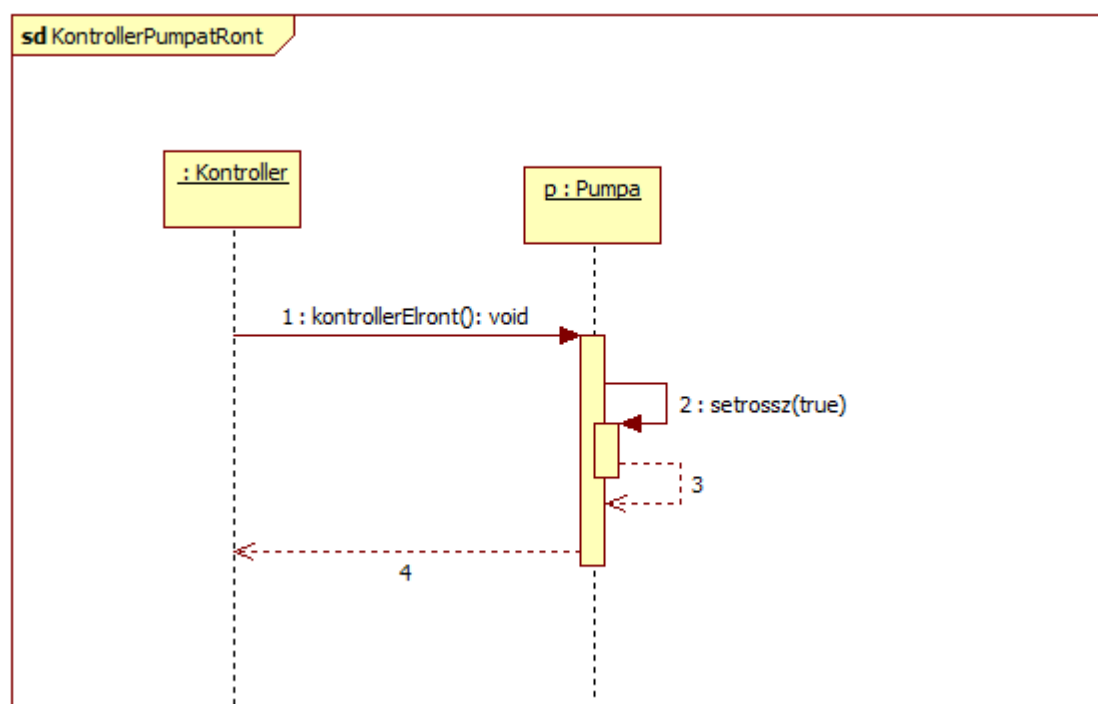 sd KontrollerPumpatRont
: Kontroller
p : Pumpa
1 : kontrollerElront(): void
2 : setrossz(true)
3
4